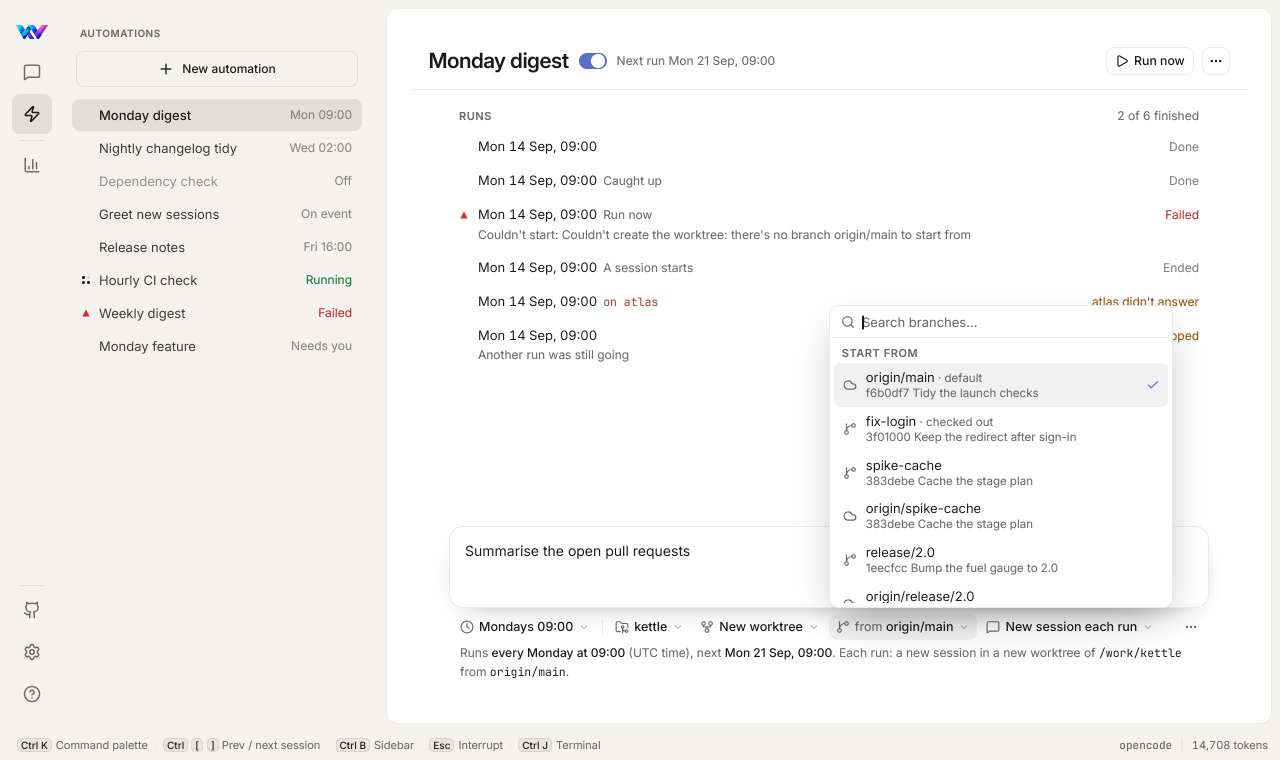 AUTOMATIONS
New automation
Monday digest Mon 09:00
Nightly changelog tidy Wed 02:00
Dependency check Off
Greet new sessions On event
Release notes Fri 16:00
Hourly CI check Running
Weekly digest Failed
Monday feature Needs you
Monday digest Next run Mon 21 Sep, 09:00 Run now
RUNS 2 of 6 finished
Mon 14 Sep, 09:00 Done
Mon 14 Sep, 09:00 Caught up Done
Mon 14 Sep, 09:00 Run now Failed
Couldn't start: Couldn't create the worktree: there's no branch origin/main to start from
Mon 14 Sep, 09:00 A session starts Ended
Mon 14 Sep, 09:00 on atlas atlas didn't answer
Mon 14 Sep, 09:00
Another run was still going
Search branches...
START FROM
origin/main · default
f6b0df7 Tidy the launch checks
fix-login · checked out
3f01000 Keep the redirect after sign-in
spike-cache
383debe Cache the stage plan
origin/spike-cache
383debe Cache the stage plan
release/2.0
1eecfcc Bump the fuel gauge to 2.0
origin/release/2.0
Summarise the open pull requests
Mondays 09:00 kettle New worktree from origin/main New session each run
Runs every Monday at 09:00 (UTC time), next Mon 21 Sep, 09:00. Each run: a new session in a new worktree of /work/kettle
from origin/main.
Ctrl K Command palette Ctrl [ ] Prev / next session Ctrl B Sidebar Esc Interrupt Ctrl J Terminal opencode 14,708 tokens